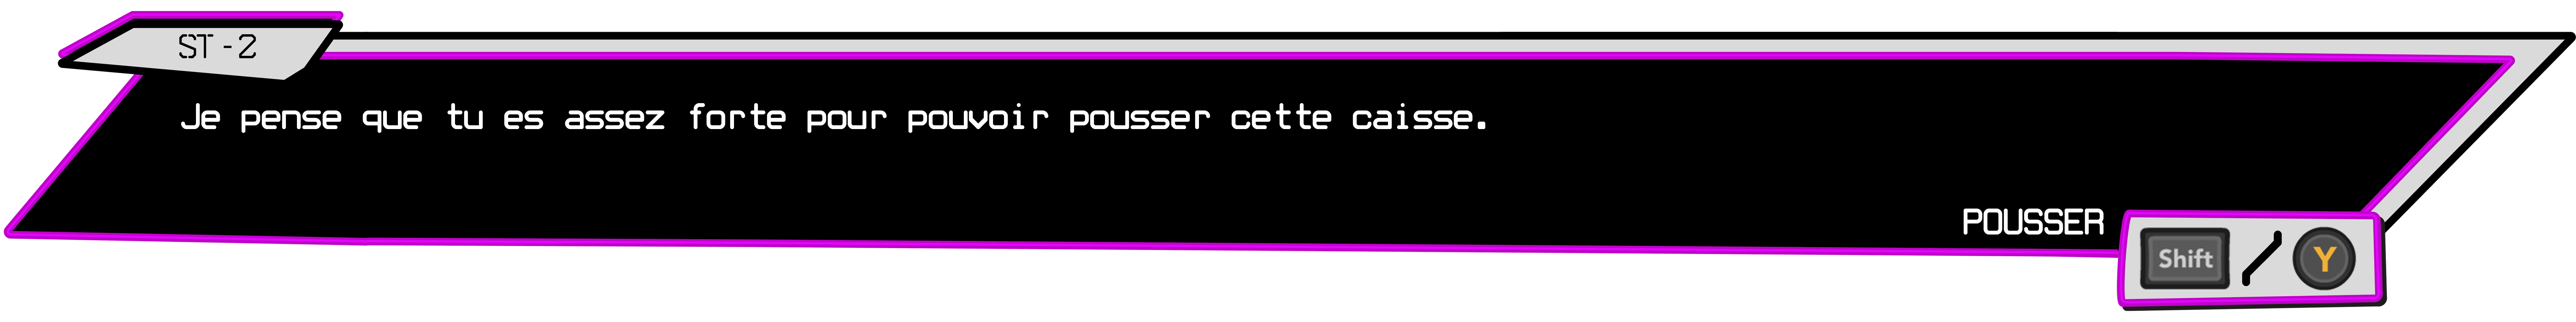 ST-2
Je pense que tu es assez forte pour pouvoir pousser cette caisse.
POUSSER
Shift / Y